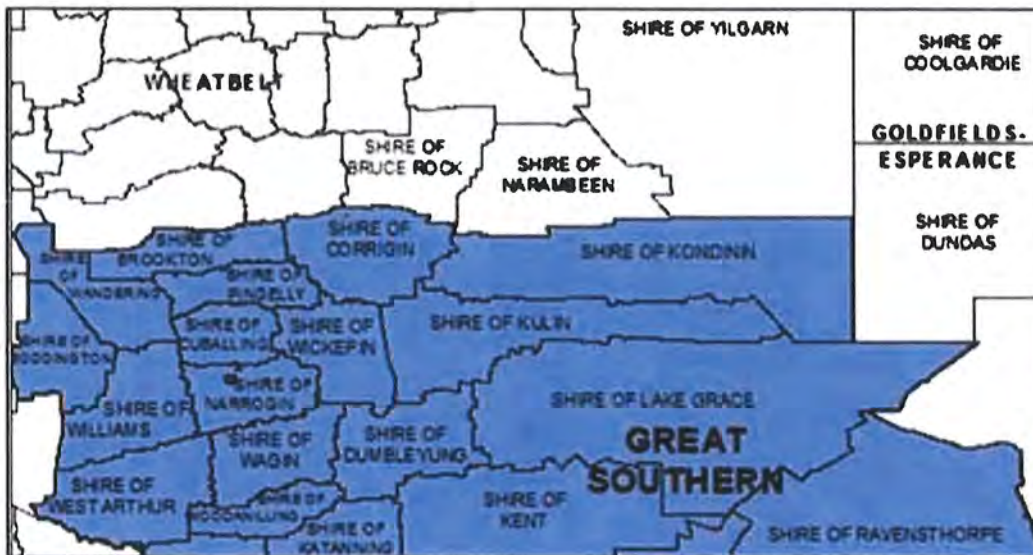 SHIRE OF YILGARN
SHIRE OF
COOLGARDIE
WHEATBELT
GOLDFIELDS-
ESPERANCE
SHIRE OF
BRUCE ROCK
SHIRE OF
NARAMBEEN
SHIRE OF
DUNDAS
SHIRE OF
CORRIGIN
SHIRE OF
BROOKTON
SHIRE OF KONDININ
SHIRE
OF
WANDERING
SHIRE OF
PINGELLY
SHIRE OF
CUBALLING
SHIRE OF
WICKEPIN
SHIRE OF KULIN
SHIRE OF
BODDINGTON
SHIRE OF
NARROGIN
SHIRE OF LAKE GRACE
SHIRE OF
WILLIAMS
SHIRE OF
WAGIN
SHIRE OF
DUMBLEYUNG
GREAT
SOUTHERN
SHIRE OF
WEST ARTHUR
SHIRE OF
WOODANILLING
SHIRE OF
KENT
SHIRE OF
KATANNING
SHIRE OF RAVENSTHORPE